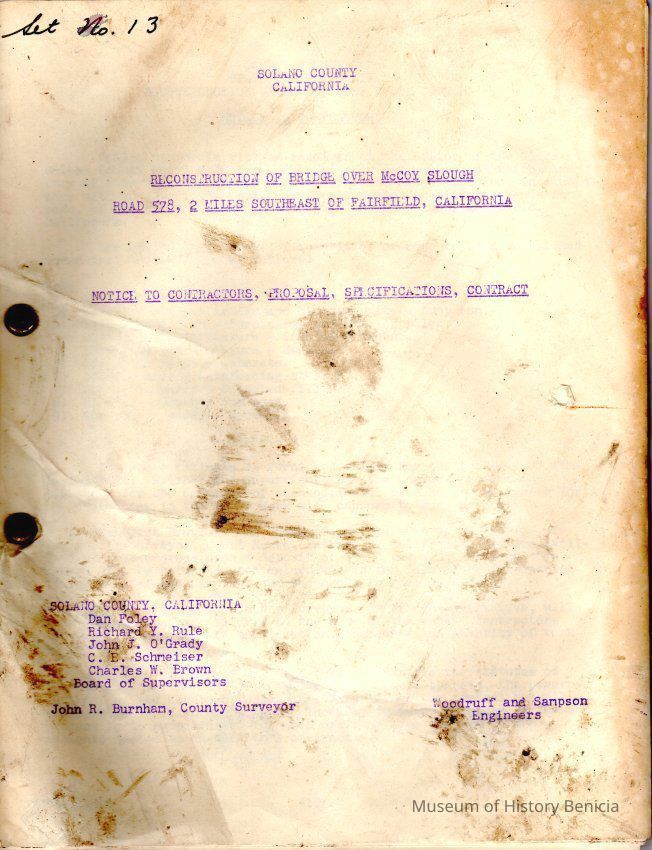 Set No. 13
SOLANO COUNTY
CALIFORNIA
RECONSTRUCTION OF BRIDGE OVER McCOY SLOUGH
ROAD 578, 2 MILES SOUTHEAST OF FAIRFIELD, CALIFORNIA
NOTICE TO CONTRACTORS, PROPOSAL, SPECIFICATIONS, CONTRACT
SOLANO COUNTY, CALIFORNIA
Dan Foley
Richard Y. Rule
John J. O'Grady
C. E. Schmeiser
Charles W. Brown
Board of Supervisors
John R. Burnham, County Surveyor
Woodruff and Sampson
Engineers
Museum of History Benicia